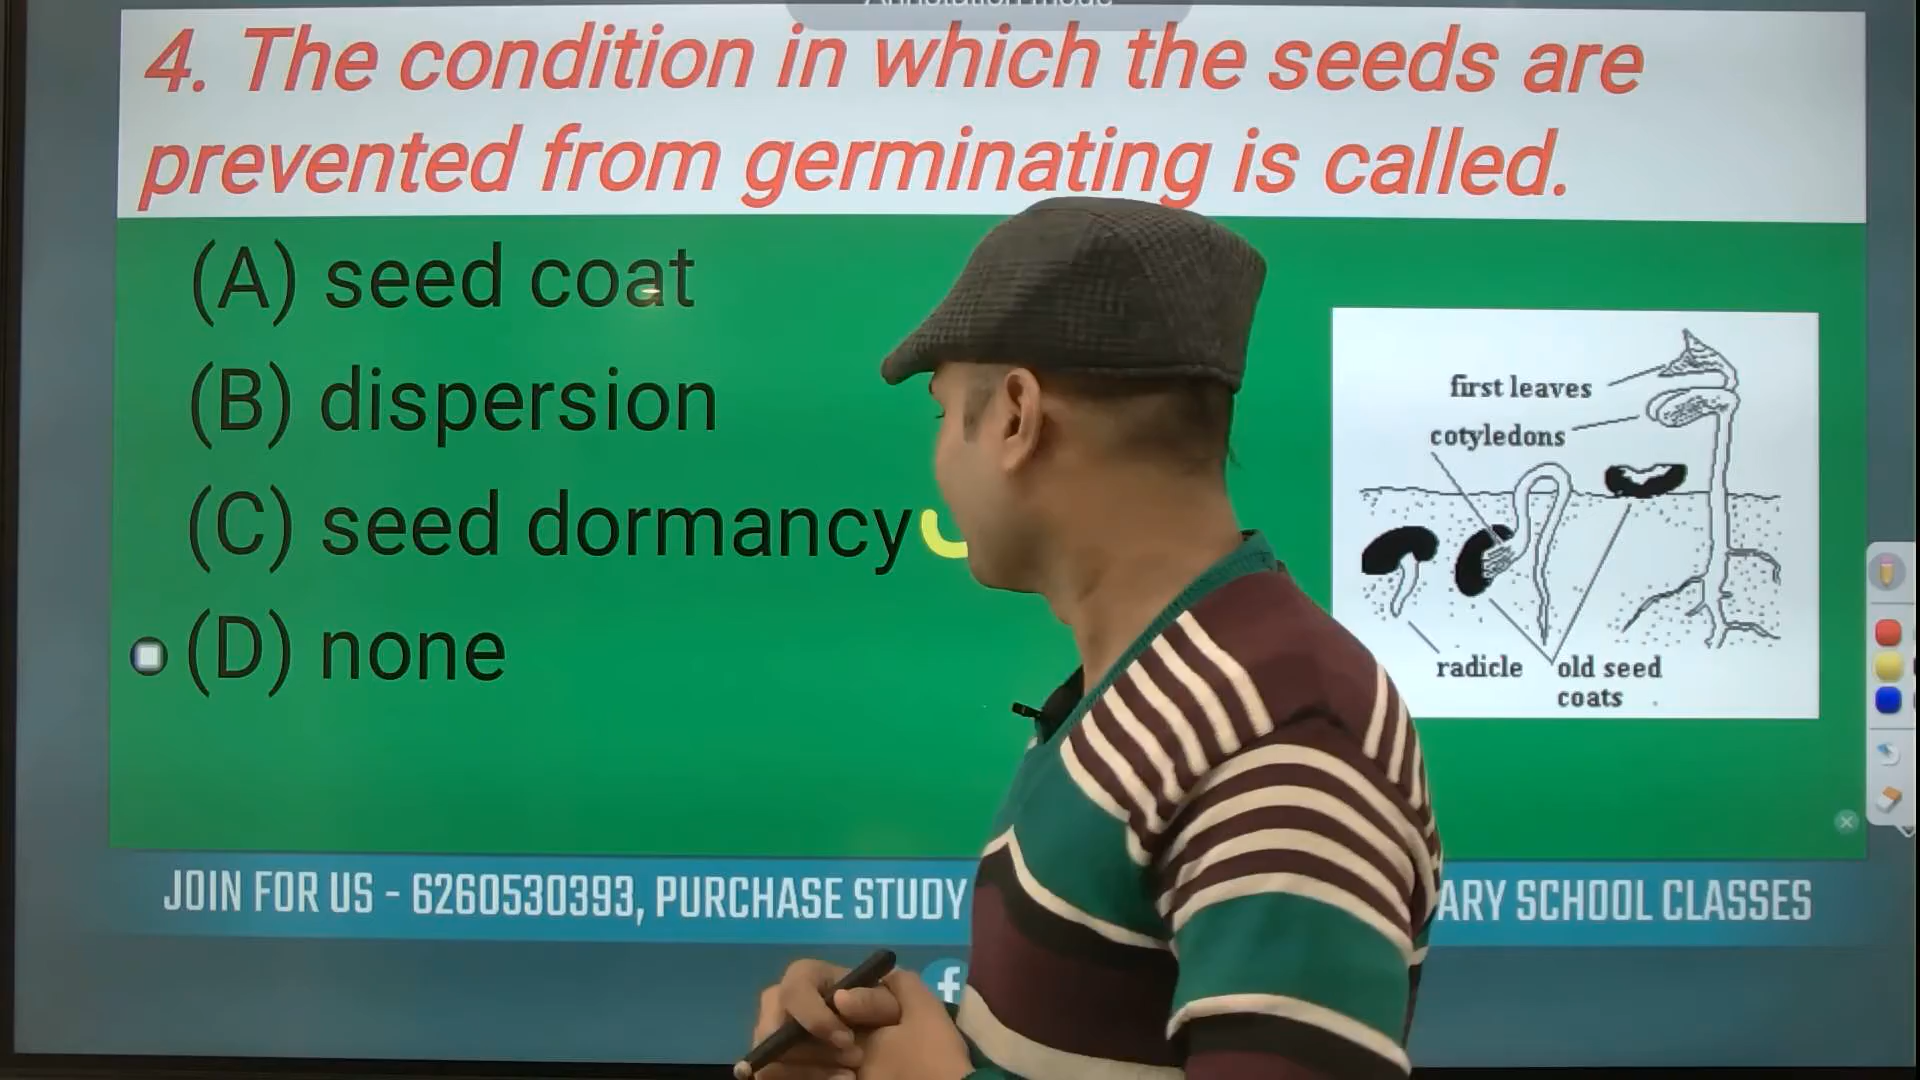 4. The condition in which the seeds are
prevented from germinating is called.
(A) seed coat
(B) dispersion
(C) seed dormancy
(D) none
first leaves
cotyledons
radicle
old seed
coats
JOIN FOR US - 6260530393, PURCHASE STUDY
SCHOOL CLASSES
f